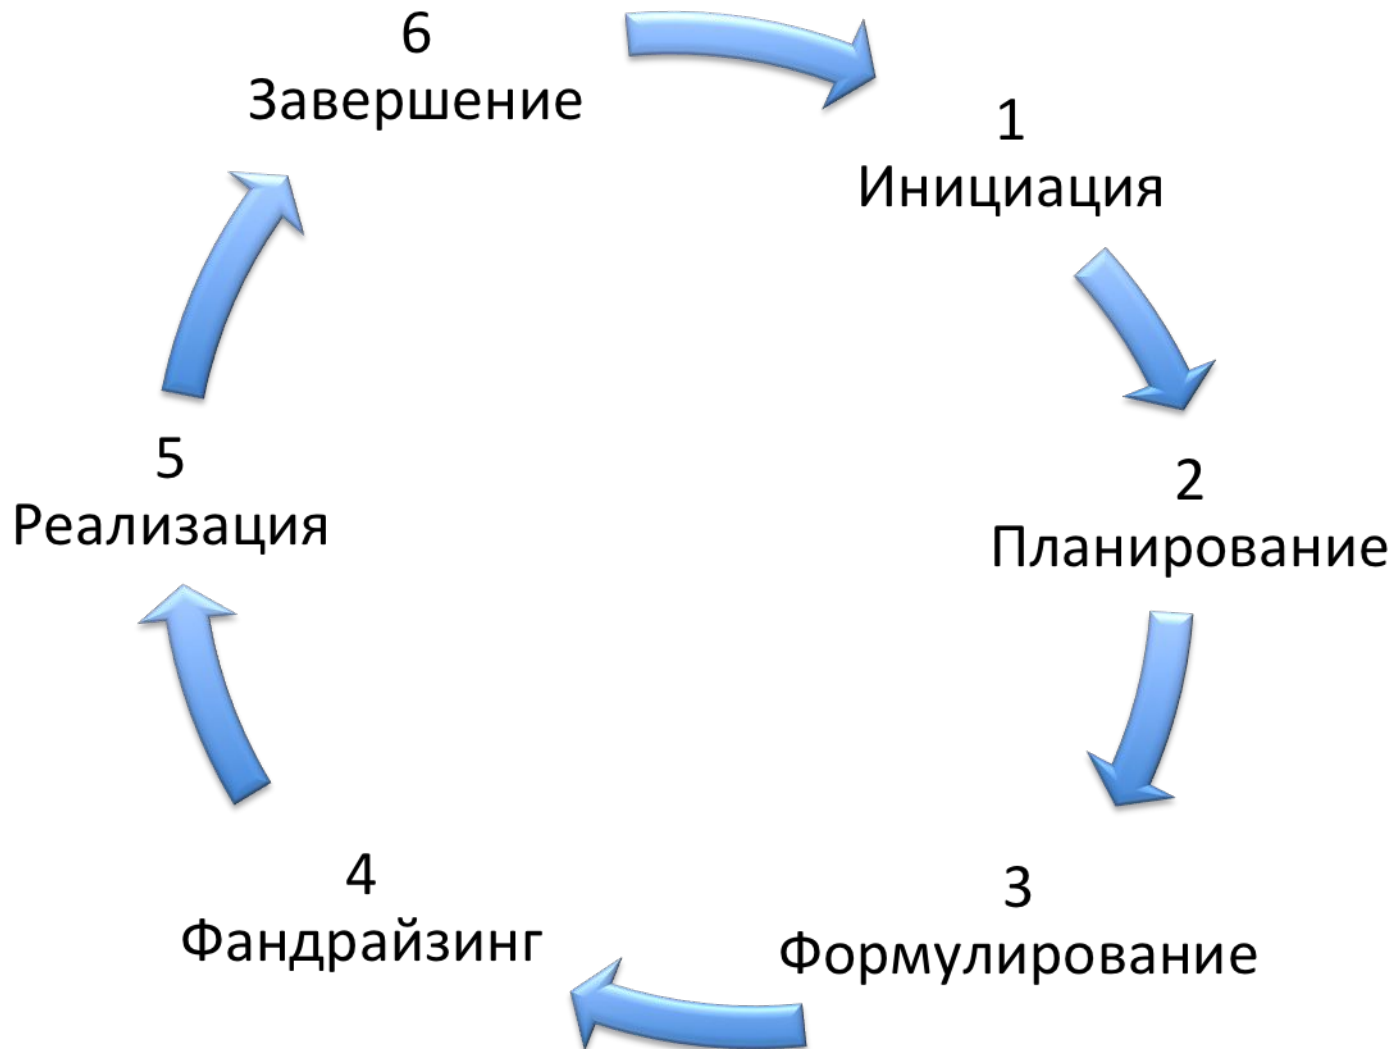 6
Завершение
1
Инициация
2
Планирование
3
Формулирование
4
Фандрайзинг
5
Реализация